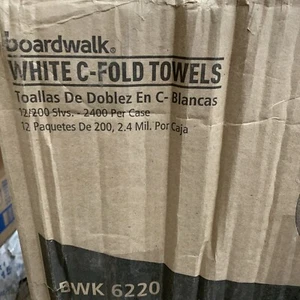 boardwalk®
WHITE C-FOLD TOWELS
Toallas De Doblez En C- Blancas
12/200 Slvs. - 2400 Per Case
12 Paquetes De 200, 2.4 Mil. Por Caja
BWK 6220